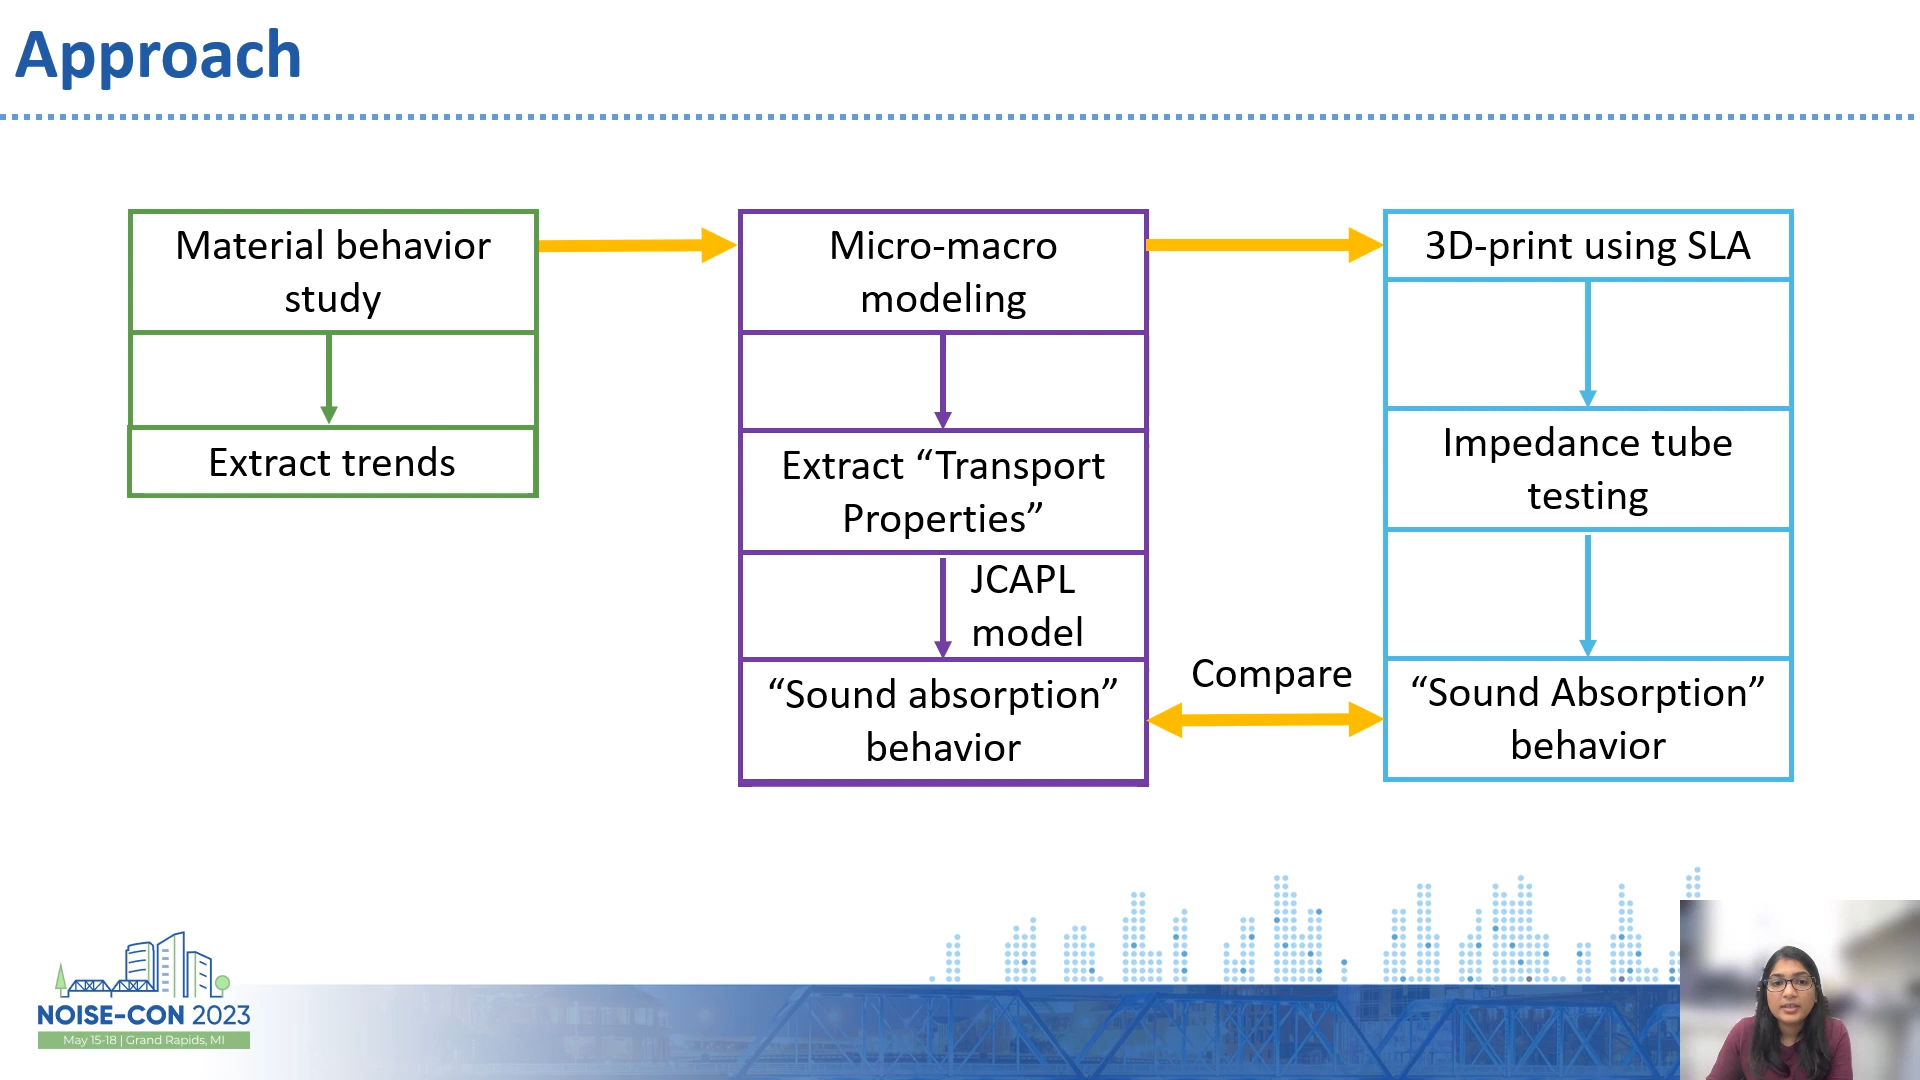 Approach
Material behavior
study
Extract trends
Micro-macro
modeling
Extract “Transport
Properties”
JCAPL
model
“Sound absorption”
behavior
Compare
3D-print using SLA
Impedance tube
testing
“Sound Absorption”
behavior
NOISE-CON 2023
May 15-18 | Grand Rapids, MI